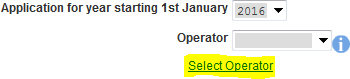 Application for year starting 1st January 2016
Operator
Select Operator